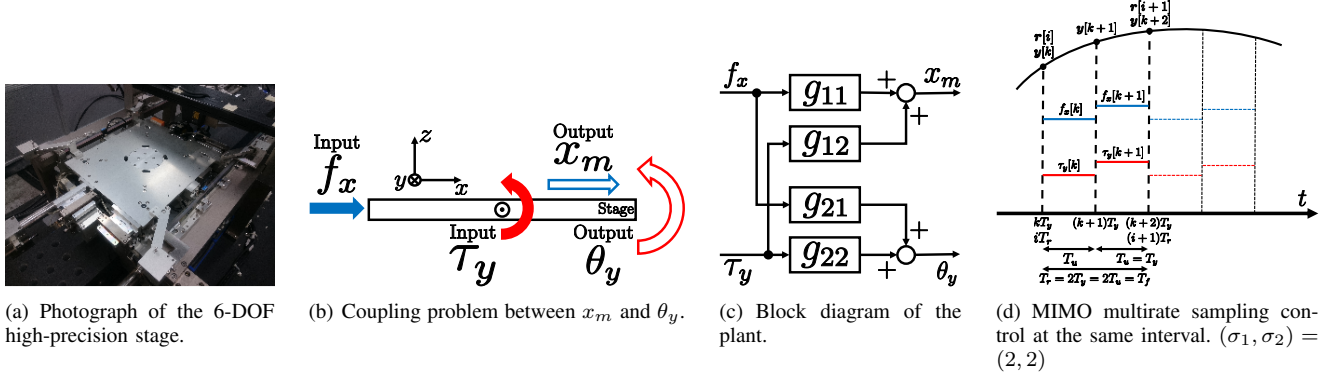 Input
f_x
z
y
x
Output
x_m
Stage
Input
τ_y
Output
θ_y
f_x
g_11
+
x_m
g_12
+
g_21
+
τ_y
g_22
+
θ_y
r[i]
y[k]
y[k+1]
r[i+1]
y[k+2]
f_x[k]
f_x[k+1]
τ_y[k]
τ_y[k+1]
t
kT_y
(k+1)T_y
(k+2)T_y
iT_r
(i+1)T_r
T_u
T_u = T_y
T_r = 2T_y = 2T_u = T_f
(a) Photograph of the 6-DOF
high-precision stage.
(b) Coupling problem between x_m and θ_y.
(c) Block diagram of the
plant.
(d) MIMO multirate sampling con-
trol at the same interval. (σ_1, σ_2) =
(2, 2)